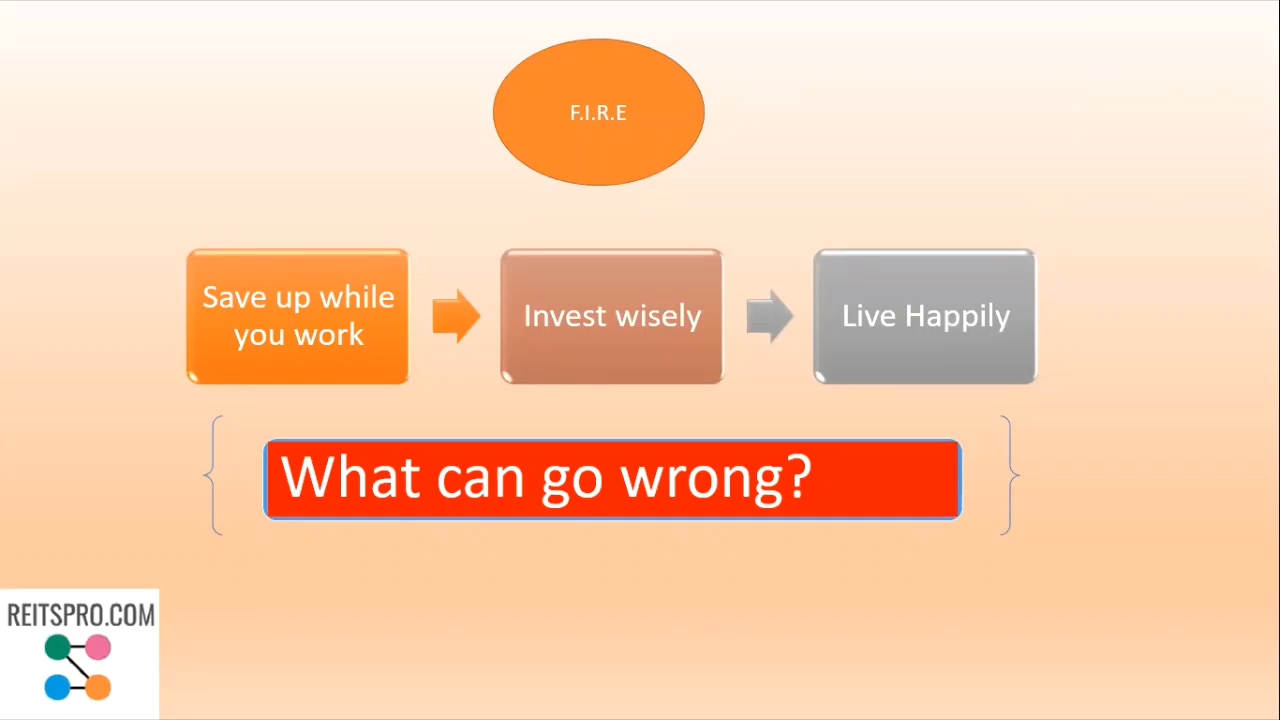 F.I.R.E
Save up while
you work
Invest wisely
Live Happily
What can go wrong?
REITSPRO.COM